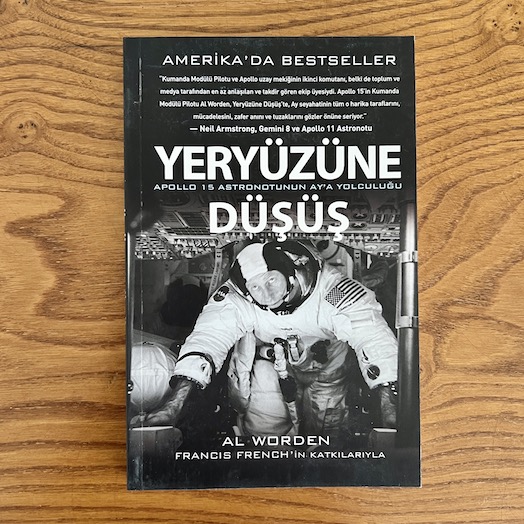 AMERİKA'DA BESTSELLER
"Kumanda Modülü Pilotu ve Apollo uzay mekiğinin ikinci komutanı, belki de toplum ve
medya tarafından en az anlaşılan ve takdir gören ekip üyesiydi. Apollo 15'in Kumanda
Modülü Pilotu Al Worden, Yeryüzüne Düşüş'te, Ay seyahatinin tüm o harika taraflarını,
mücadelesini, zafer anını ve tuzaklarını gözler önüne seriyor."
— Neil Armstrong, Gemini 8 ve Apollo 11 Astronotu
YERYÜZÜNE
APOLLO 15 ASTRONOTUNUN AY'A YOLCULUĞU
DÜŞÜŞ
AL WORDEN
FRANCIS FRENCH'İN KATKILARIYLA